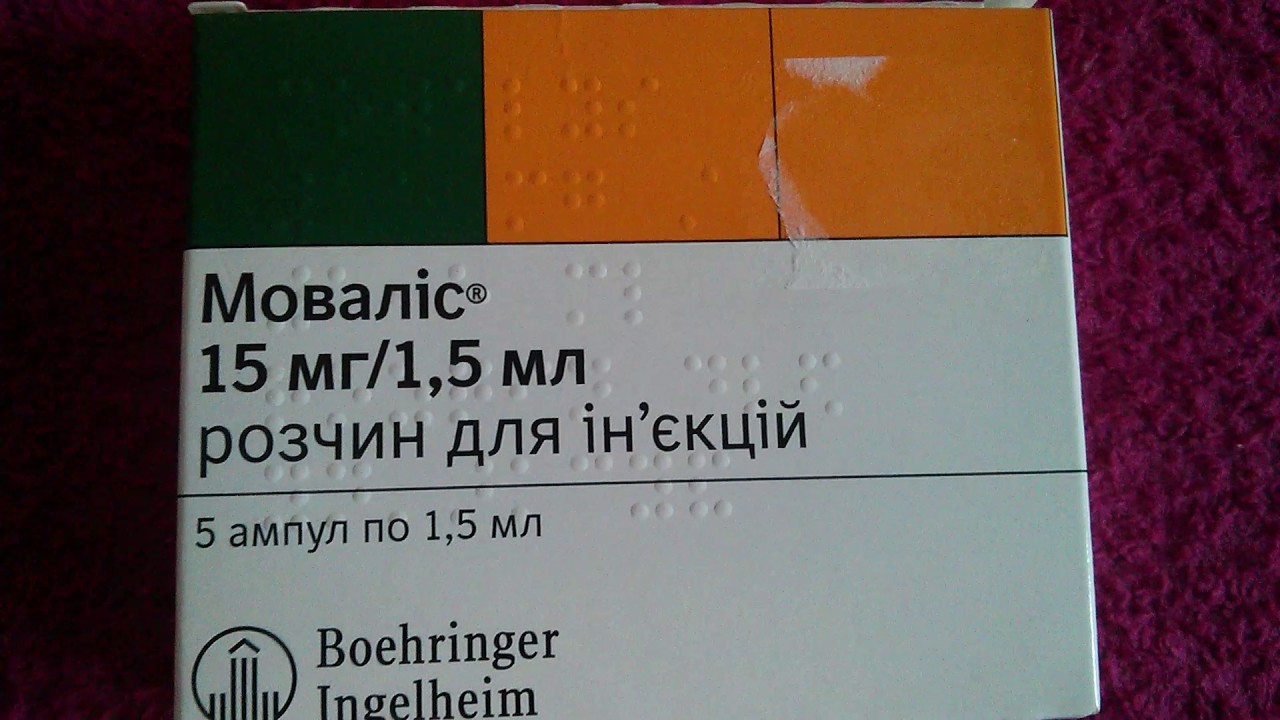 Моваліс®
15 мг/1,5 мл
розчин для ін’єкцій
5 ампул по 1,5 мл
Boehringer
Ingelheim